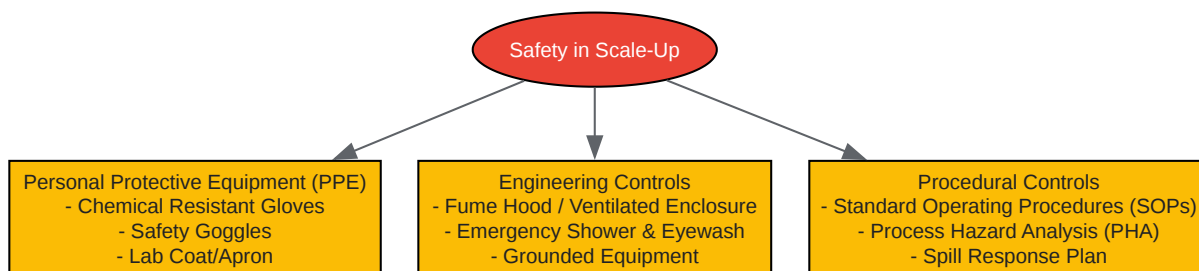 Safety in Scale-Up
Personal Protective Equipment (PPE)
- Chemical Resistant Gloves
- Safety Goggles
- Lab Coat/Apron
Engineering Controls
- Fume Hood / Ventilated Enclosure
- Emergency Shower & Eyewash
- Grounded Equipment
Procedural Controls
- Standard Operating Procedures (SOPs)
- Process Hazard Analysis (PHA)
- Spill Response Plan